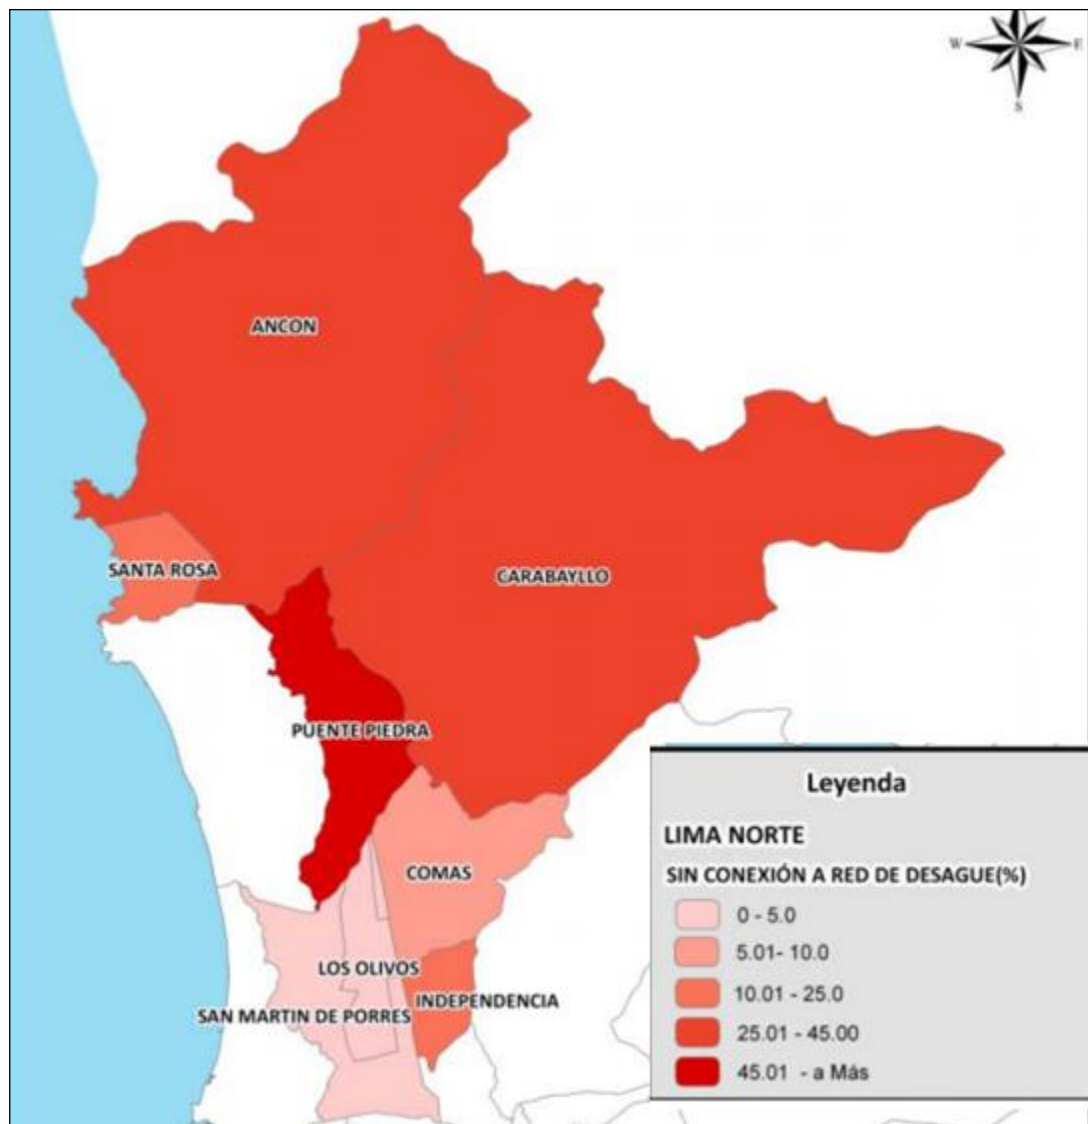 W
E
S
ANCON
SANTA ROSA
CARABAYLLO
PUENTE PIEDRA
COMAS
LOS OLIVOS
INDEPENDENCIA
SAN MARTIN DE PORRES
Leyenda
LIMA NORTE
SIN CONEXIÓN A RED DE DESAGUE(%)
0 - 5.0
5.01- 10.0
10.01 - 25.0
25.01 - 45.00
45.01 - a Más